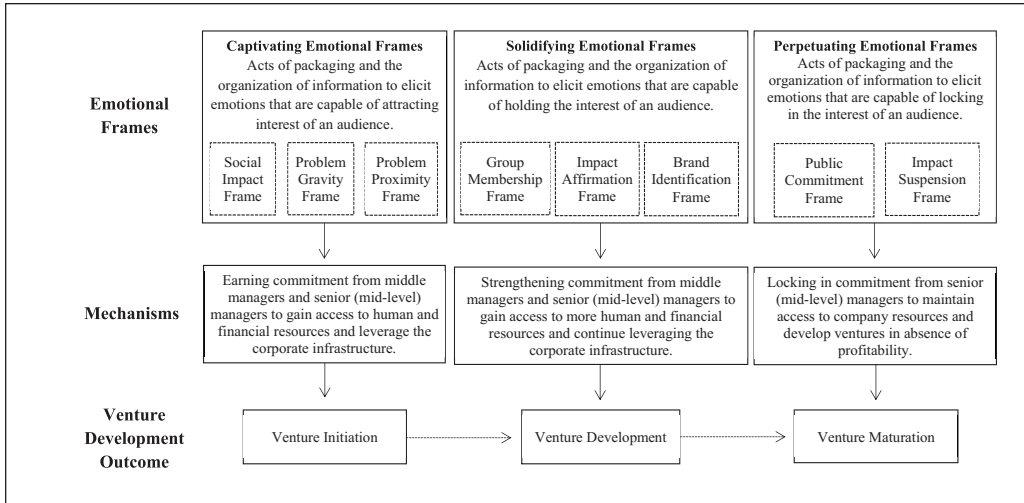 Emotional
Frames
Captivating Emotional Frames
Acts of packaging and the
organization of information to elicit
emotions that are capable of attracting
interest of an audience.
Social
Impact
Frame
Problem
Gravity
Frame
Problem
Proximity
Frame
Solidifying Emotional Frames
Acts of packaging and the organization of
information to elicit emotions that are capable of
holding the interest of an audience.
Group
Membership
Frame
Impact
Affirmation
Frame
Brand
Identification
Frame
Perpetuating Emotional Frames
Acts of packaging and the
organization of information to elicit
emotions that are capable of locking
in the interest of an audience.
Public
Commitment
Frame
Impact
Suspension
Frame
Mechanisms
Earning commitment from middle
managers and senior (mid-level)
managers to gain access to human and
financial resources and leverage the
corporate infrastructure.
Strengthening commitment from middle
managers and senior (mid-level) managers to
gain access to more human and financial
resources and continue leveraging the
corporate infrastructure.
Locking in commitment from senior
(mid-level) managers to maintain
access to company resources and
develop ventures in absence of
profitability.
Venture
Development
Outcome
Venture Initiation
Venture Development
Venture Maturation